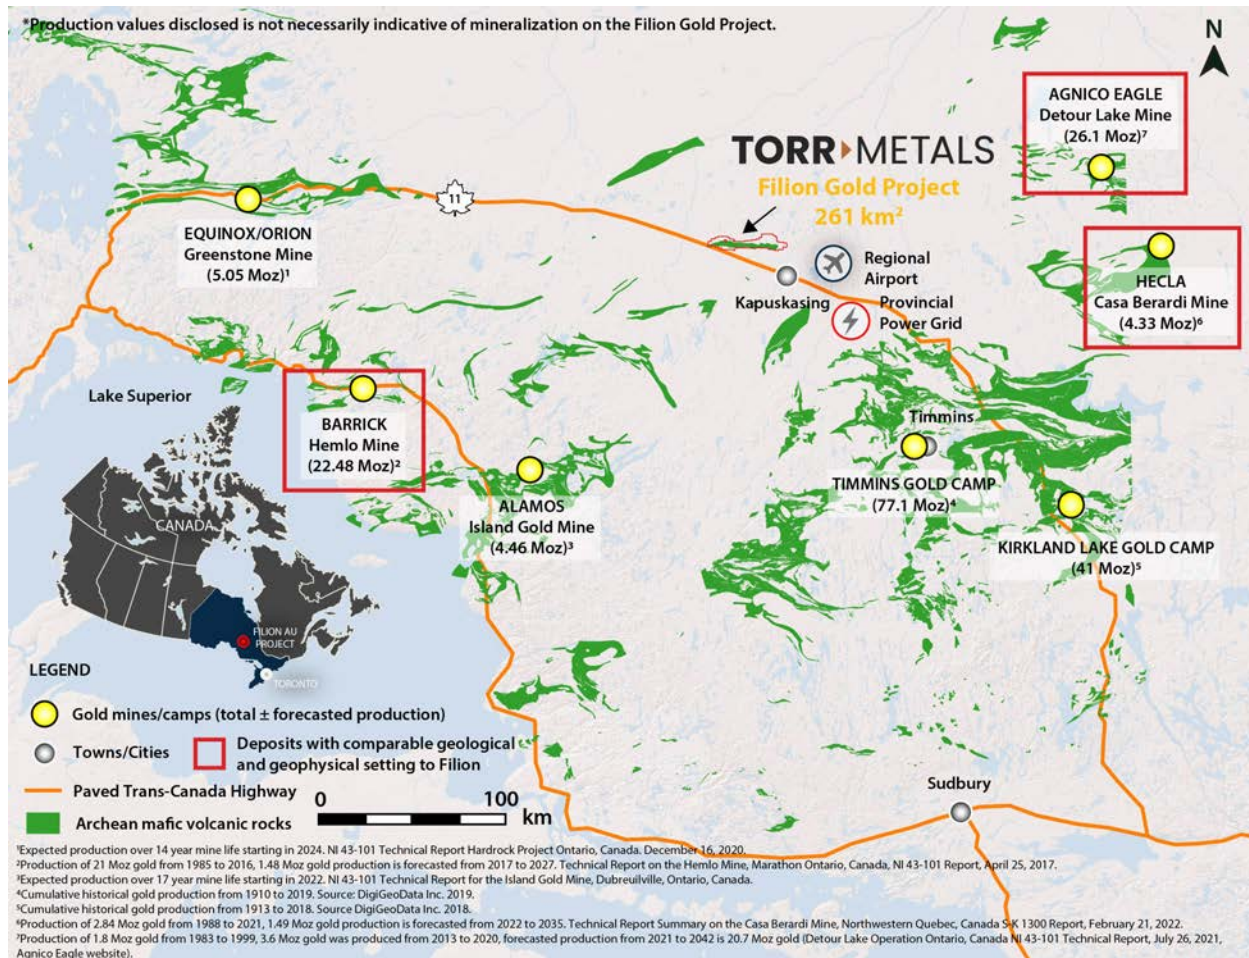 *Production values disclosed is not necessarily indicative of mineralization on the Filion Gold Project.
N
AGNICO EAGLE
Detour Lake Mine
(26.1 Moz)⁷
TORR METALS
Filion Gold Project
261 km²
11
EQUINOX/ORION
Greenstone Mine
(5.05 Moz)¹
Regional
Airport
Kapuskasing
Provincial
Power Grid
HECLA
Casa Berardi Mine
(4.33 Moz)⁶
Lake Superior
BARRICK
Hemlo Mine
(22.48 Moz)²
Timmins
TIMMINS GOLD CAMP
(77.1 Moz)⁴
ALAMOS
Island Gold Mine
(4.46 Moz)³
KIRKLAND LAKE GOLD CAMP
(41 Moz)⁵
CANADA
FILION AU
PROJECT
TORONTO
LEGEND
Gold mines/camps (total ± forecasted production)
Towns/Cities
Deposits with comparable geological
and geophysical setting to Filion
Paved Trans-Canada Highway
Archean mafic volcanic rocks
0 100
km
Sudbury
¹Expected production over 14 year mine life starting in 2024. NI 43-101 Technical Report Hardrock Project Ontario, Canada. December 16, 2020.
²Production of 21 Moz gold from 1985 to 2016, 1.48 Moz gold production is forecasted from 2017 to 2027. Technical Report on the Hemlo Mine, Marathon Ontario, Canada, NI 43-101 Report, April 25, 2017.
³Expected production over 17 year mine life starting in 2022. NI 43-101 Technical Report for the Island Gold Mine, Dubreuilville, Ontario, Canada.
⁴Cumulative historical gold production from 1910 to 2019. Source: DigiGeoData Inc. 2019.
⁵Cumulative historical gold production from 1913 to 2018. Source DigiGeoData Inc. 2018.
⁶Production of 2.84 Moz gold from 1988 to 2021, 1.49 Moz gold production is forecasted from 2022 to 2035. Technical Report Summary on the Casa Berardi Mine, Northwestern Quebec, Canada S-K 1300 Report, February 21, 2022.
⁷Production of 1.8 Moz gold from 1983 to 1999, 3.6 Moz gold was produced from 2013 to 2020, forecasted production from 2021 to 2042 is 20.7 Moz gold (Detour Lake Operation Ontario, Canada NI 43-101 Technical Report, July 26, 2021,
Agnico Eagle website).